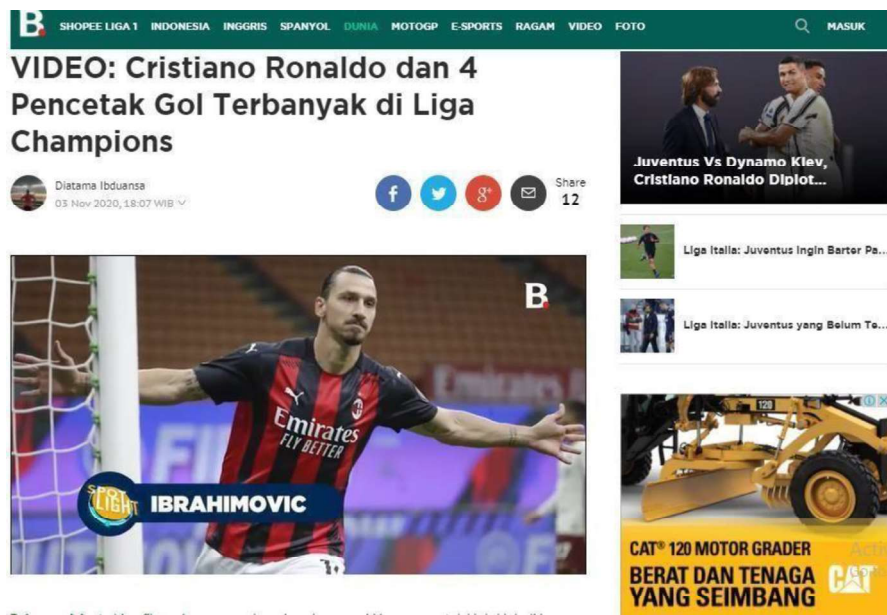 B.
SHOPEE LIGA 1 INDONESIA INGGRIS SPANYOL DUNIA MOTOGP E-SPORTS RAGAM VIDEO FOTO
MASUK
VIDEO: Cristiano Ronaldo dan 4
Pencetak Gol Terbanyak di Liga
Champions
Diatama Ibduansa
03 Nov 2020, 18:07 WIB
f
g+
Share
12
B.
Emirates
FLY BETTER
SPOT
LIGHT
IBRAHIMOVIC
Juventus Vs Dynamo Kiev,
Cristiano Ronaldo Diplot...
Liga Italia: Juventus Ingin Barter Pa...
Liga Italia: Juventus yang Belum Te...
120
CAT® 120 MOTOR GRADER
BERAT DAN TENAGA
YANG SEIMBANG
CAT